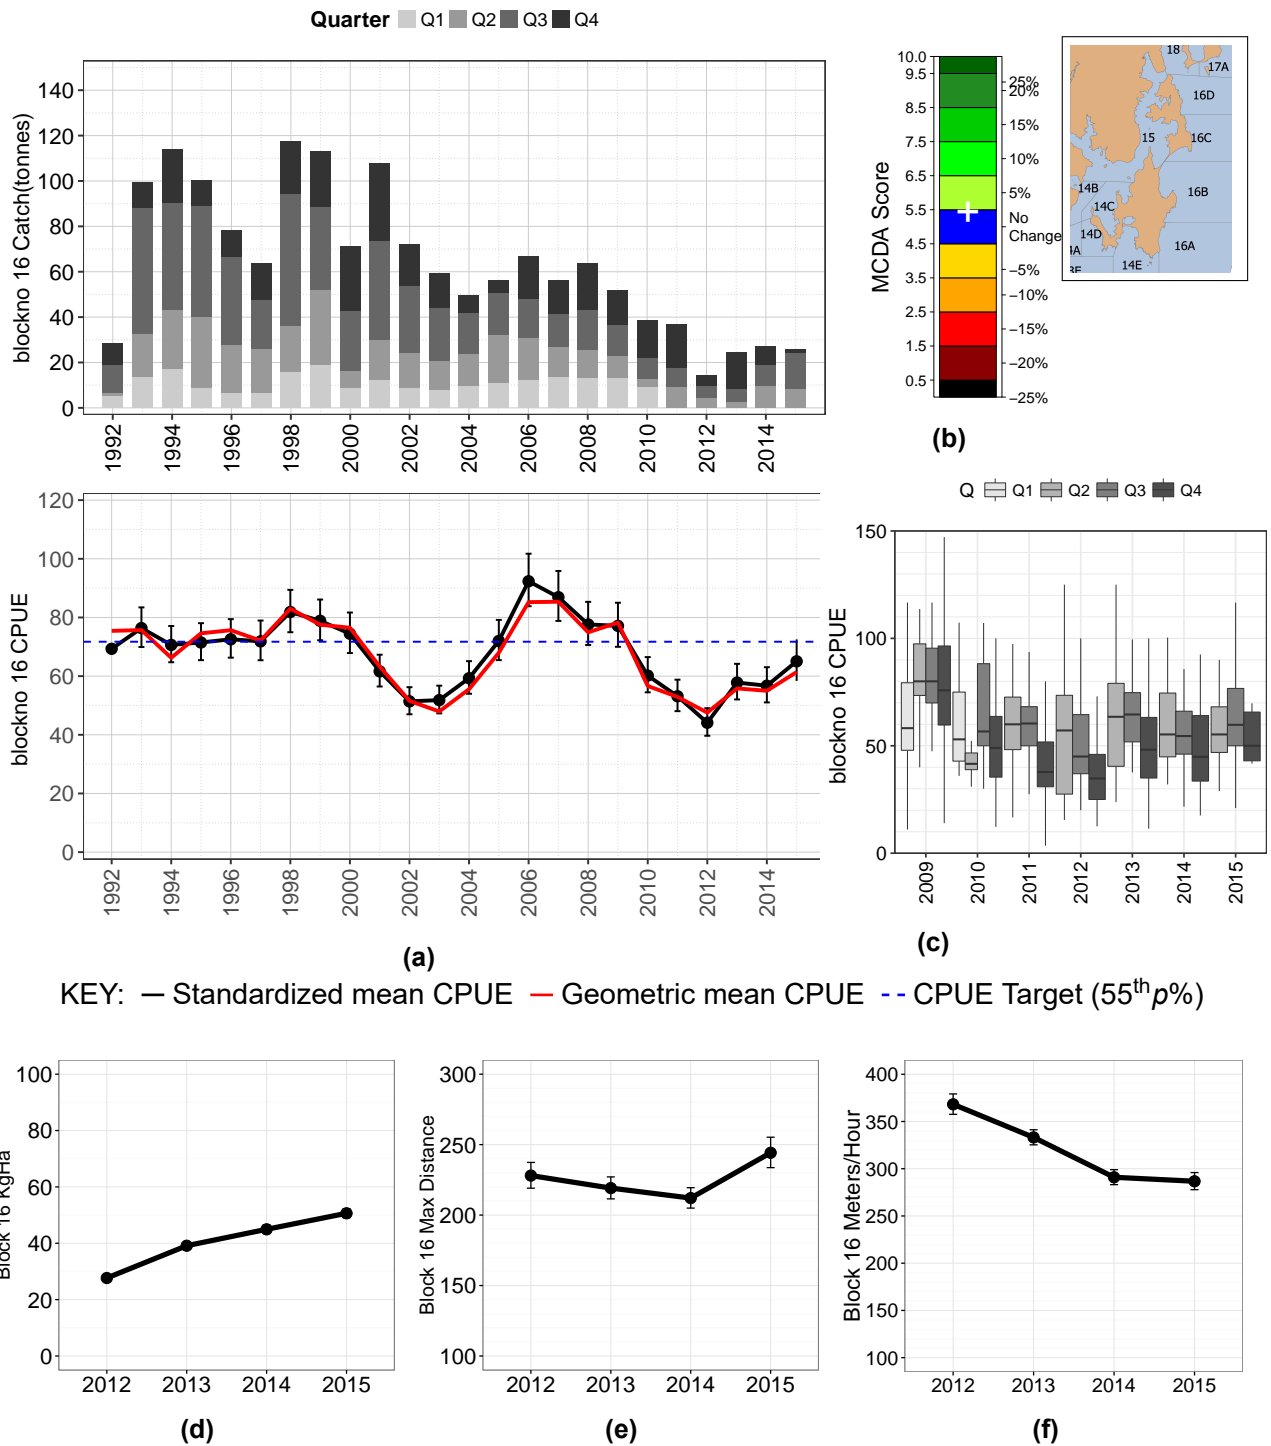 Quarter Q1 Q2 Q3 Q4
blockno 16 Catch(tonnes)
140
120
100
80
60
40
20
0
1992 1994 1996 1998 2000 2002 2004 2006 2008 2010 2012 2014
blockno 16 CPUE
120
100
80
60
40
20
0
1992 1994 1996 1998 2000 2002 2004 2006 2008 2010 2012 2014
(a)
MCDA Score
10.0
9.5
8.5
7.5
6.5
5.5
4.5
3.5
2.5
1.5
0.5
25%
20%
15%
10%
5%
No
Change
−5%
−10%
−15%
−20%
−25%
(b)
18
17A
16D
15
16C
14B
16B
14C
14D
16A
14E
Q Q1 Q2 Q3 Q4
blockno 16 CPUE
150
100
50
0
2009 2010 2011 2012 2013 2014 2015
(c)
KEY: Standardized mean CPUE Geometric mean CPUE CPUE Target (55thp%)
Block 16 KgHa
100
80
60
40
20
0
2012 2013 2014 2015
(d)
Block 16 Max Distance
300
250
200
150
100
2012 2013 2014 2015
(e)
Block 16 Meters/Hour
400
350
300
250
200
150
100
2012 2013 2014 2015
(f)